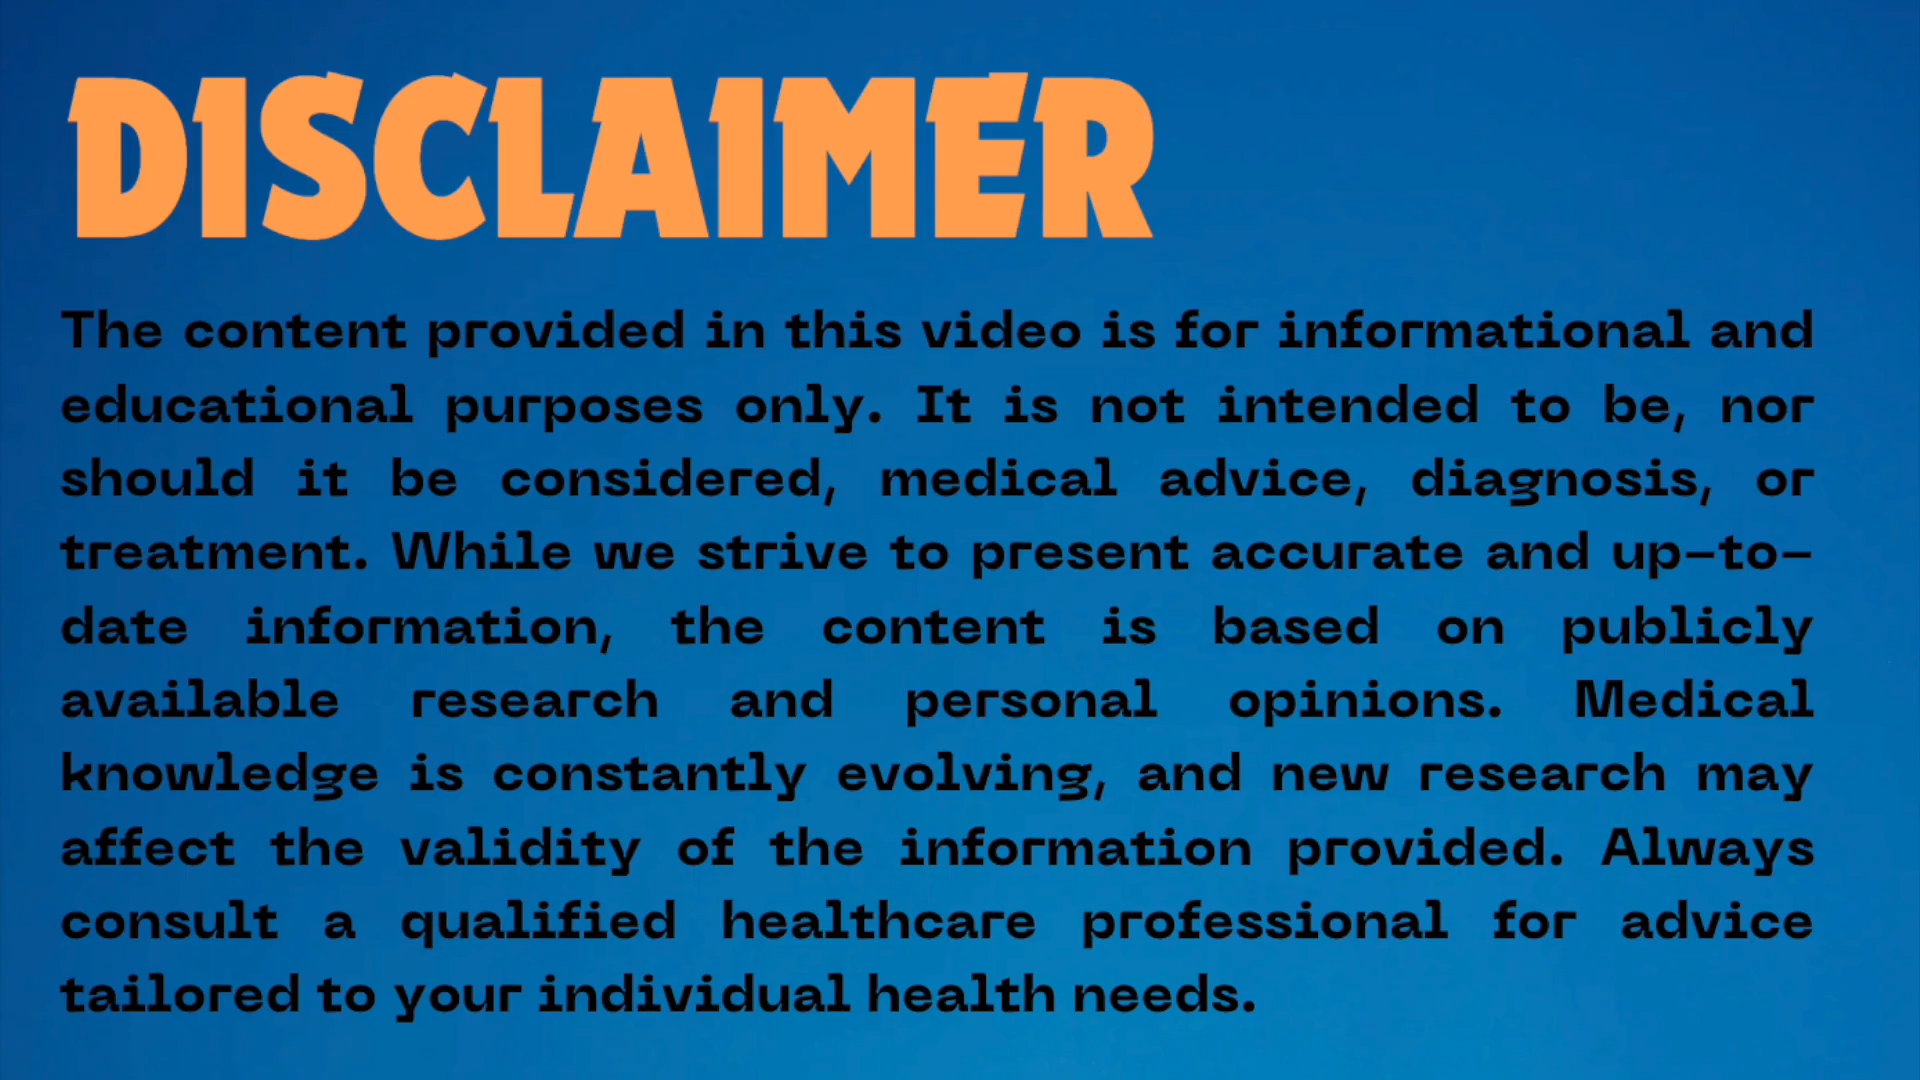 DISCLAIMER
The content provided in this video is for informational and
educational purposes only. It is not intended to be, nor
should it be considered, medical advice, diagnosis, or
treatment. While we strive to present accurate and up-to-
date information, the content is based on publicly
available research and personal opinions. Medical
knowledge is constantly evolving, and new research may
affect the validity of the information provided. Always
consult a qualified healthcare professional for advice
tailored to your individual health needs.